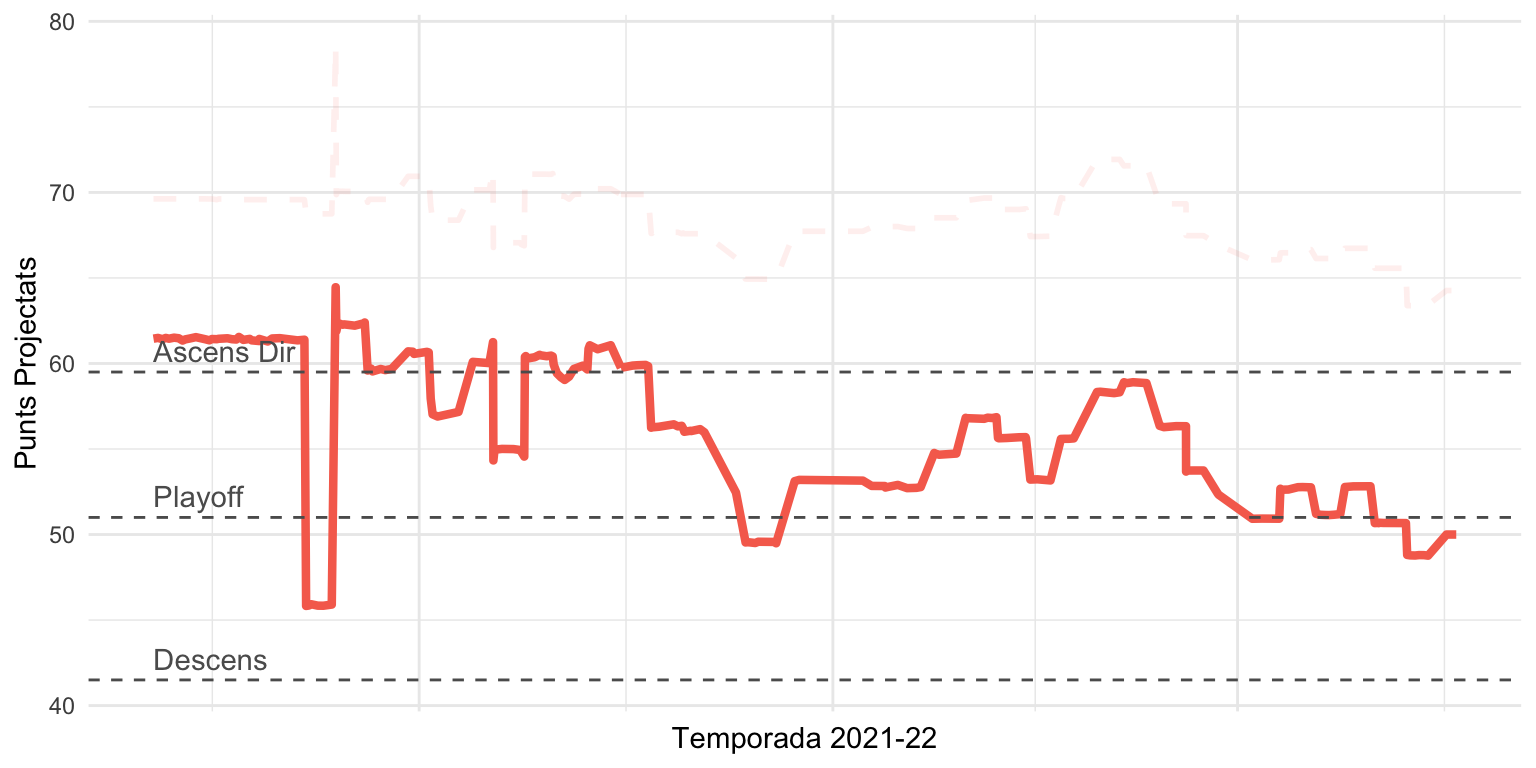 80
70
60
50
40
Punts Projectats
Ascens Dir
Playoff
Descens
Temporada 2021-22